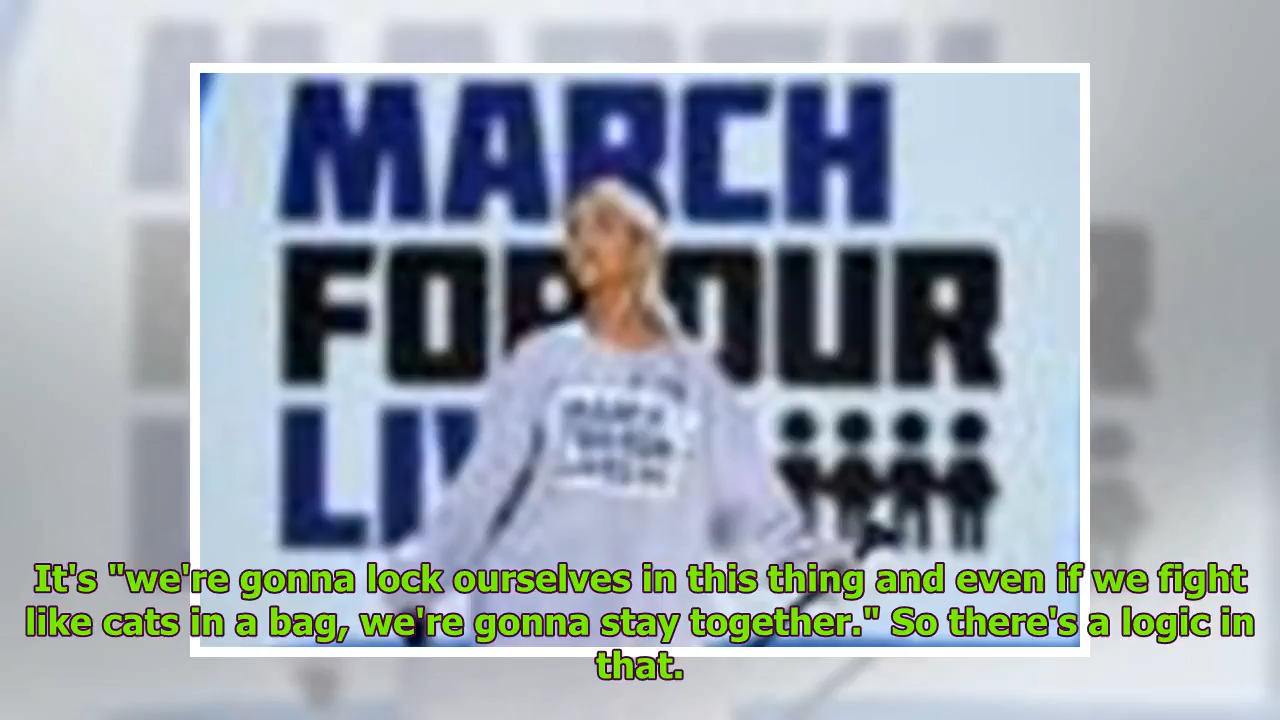 MARCH
FOR OUR
LI
It's "we're gonna lock ourselves in this thing and even if we fight
like cats in a bag, we're gonna stay together." So there's a logic in
that.